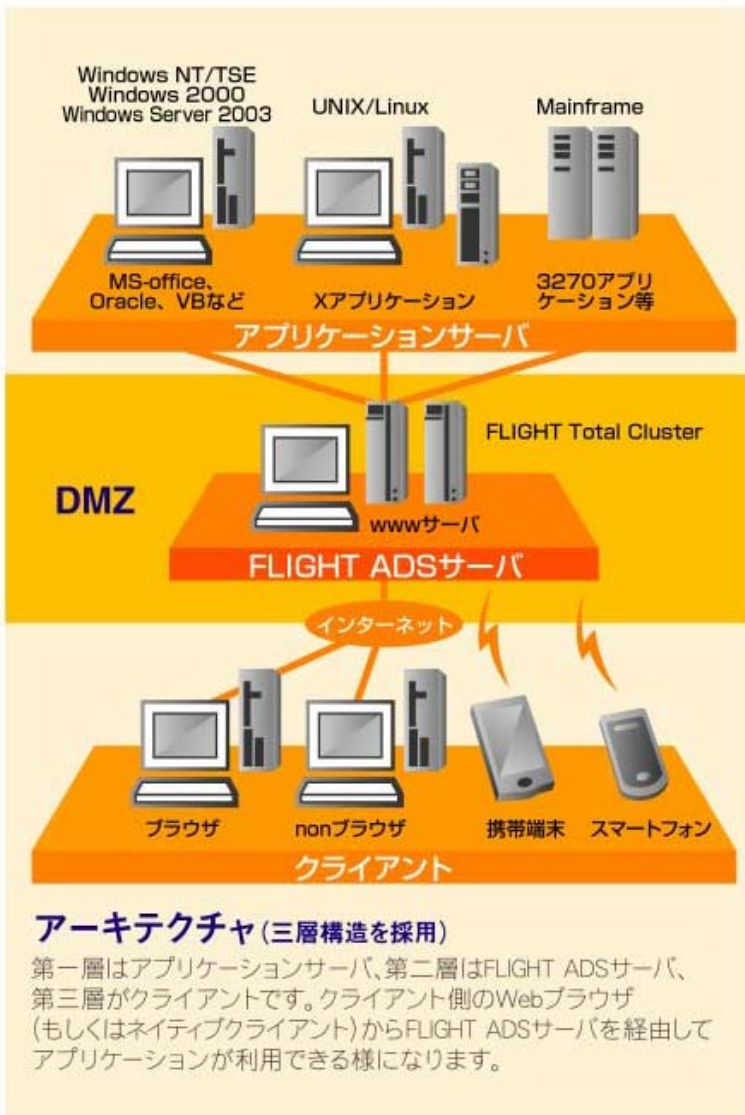 Windows NT/TSE
Windows 2000
Windows Server 2003
UNIX/Linux
Mainframe
MS-office、
Oracle、VBなど
Xアプリケーション
3270アプリ
ケーション等
アプリケーションサーバ
FLIGHT Total Cluster
DMZ
wwwサーバ
FLIGHT ADSサーバ
インターネット
ブラウザ
nonブラウザ
携帯端末
スマートフォン
クライアント
アーキテクチャ(三層構造を採用)
第一層はアプリケーションサーバ、第二層はFLIGHT ADSサーバ、
第三層がクライアントです。クライアント側のWebブラウザ
(もしくはネイティブクライアント)からFLIGHT ADSサーバを経由して
アプリケーションが利用できる様になります。